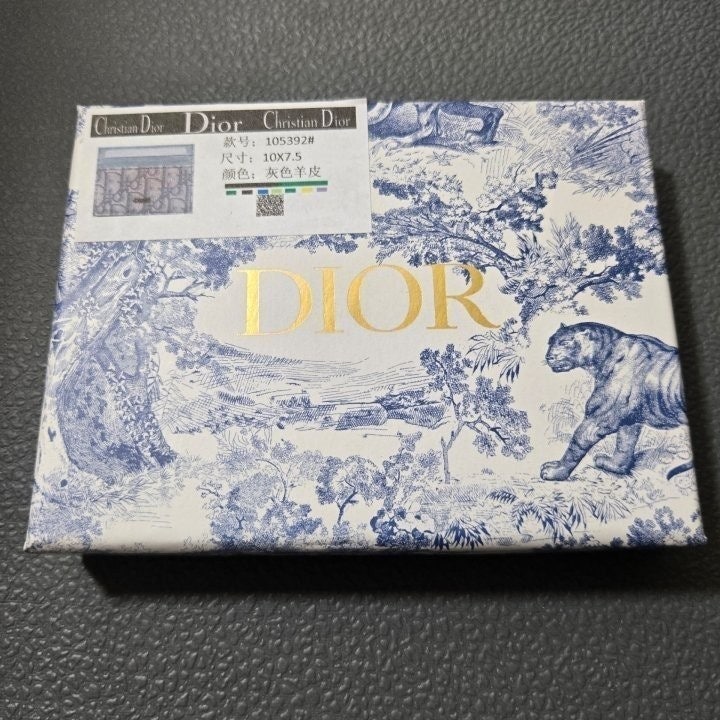 Christian Dior Dior Christian Dior
款号：105392#
尺寸：10X7.5
颜色：灰色羊皮
DIOR